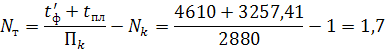 Nт = (t′ф + tпл) / Пk − Nk = (4610 + 3257,41) / 2880 − 1 = 1,7